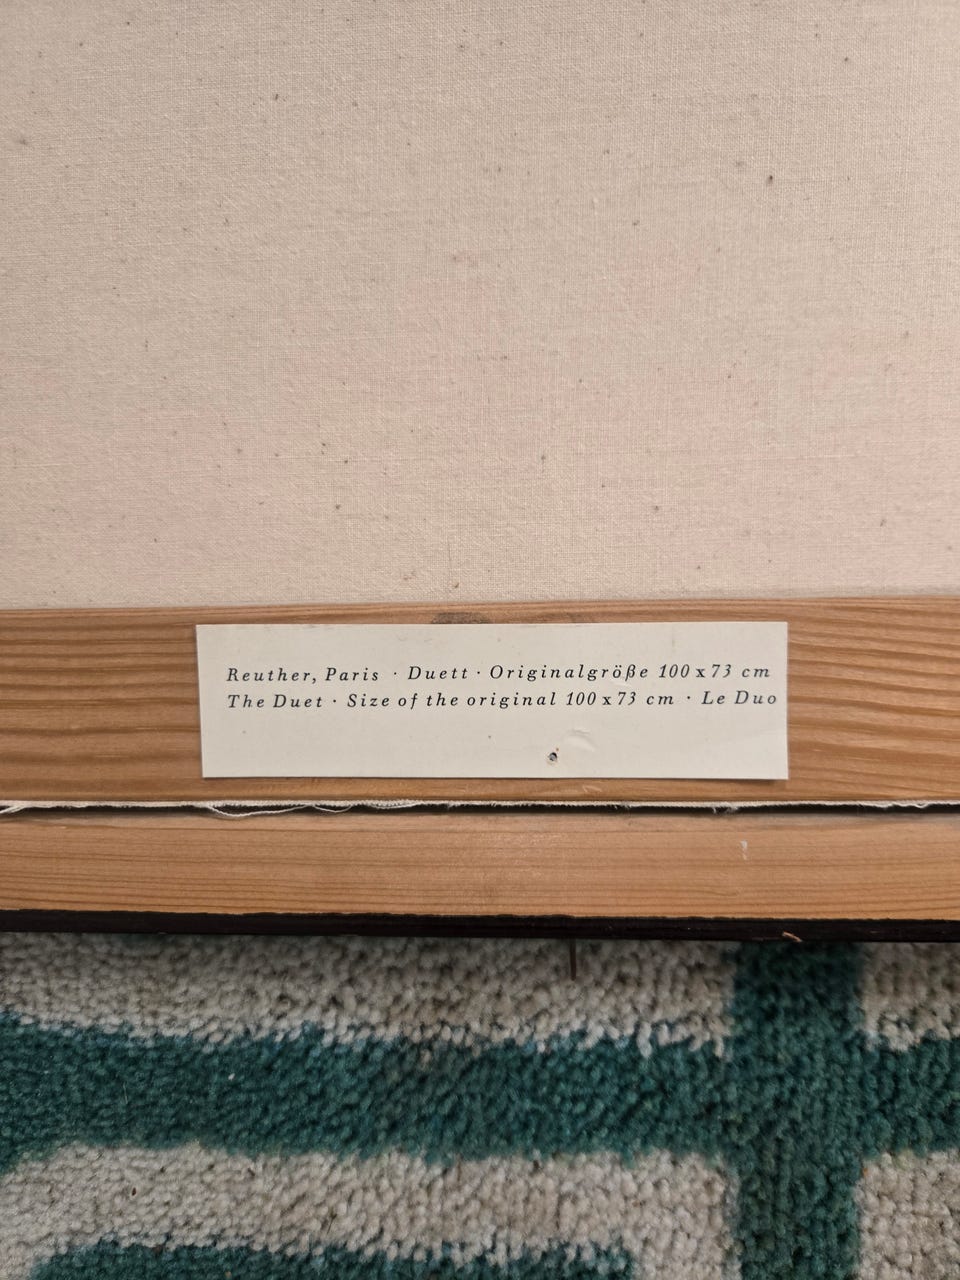 Reuther, Paris · Duett · Originalgröße 100 x 73 cm
The Duet · Size of the original 100 x 73 cm · Le Duo